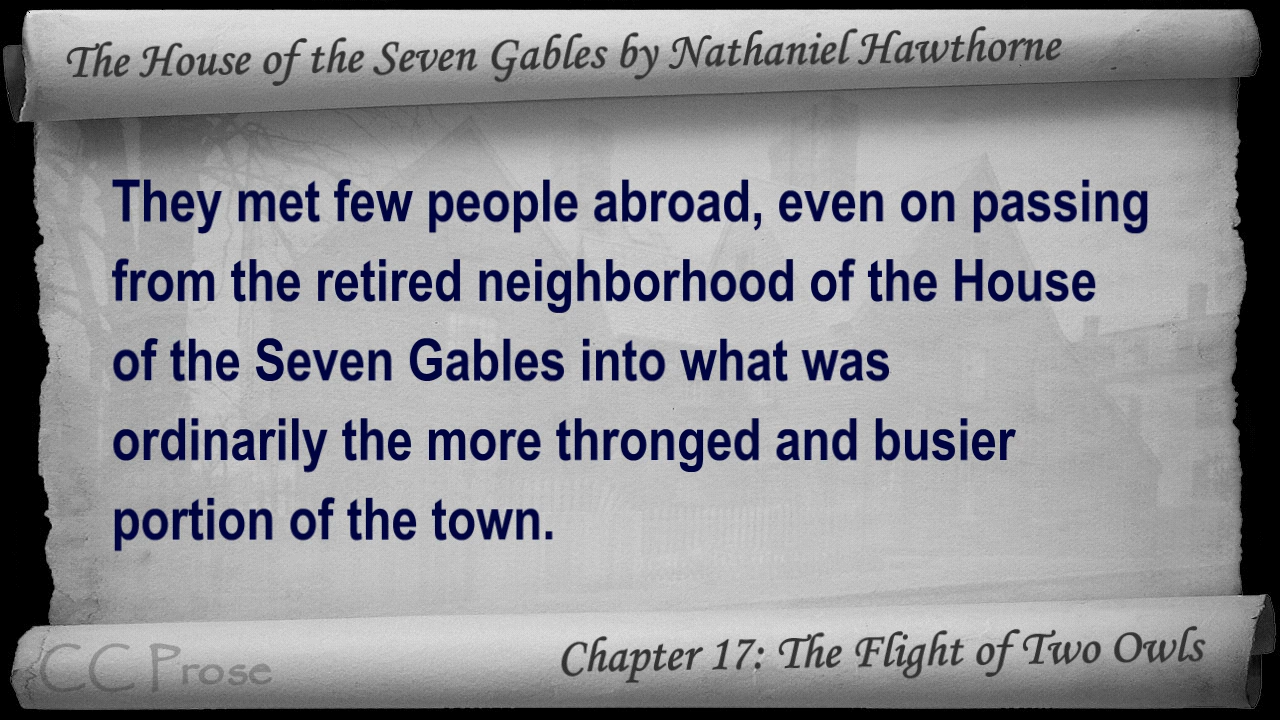 The House of the Seven Gables by Nathaniel Hawthorne
They met few people abroad, even on passing
from the retired neighborhood of the House
of the Seven Gables into what was
ordinarily the more thronged and busier
portion of the town.
CC Prose
Chapter 17: The Flight of Two Owls